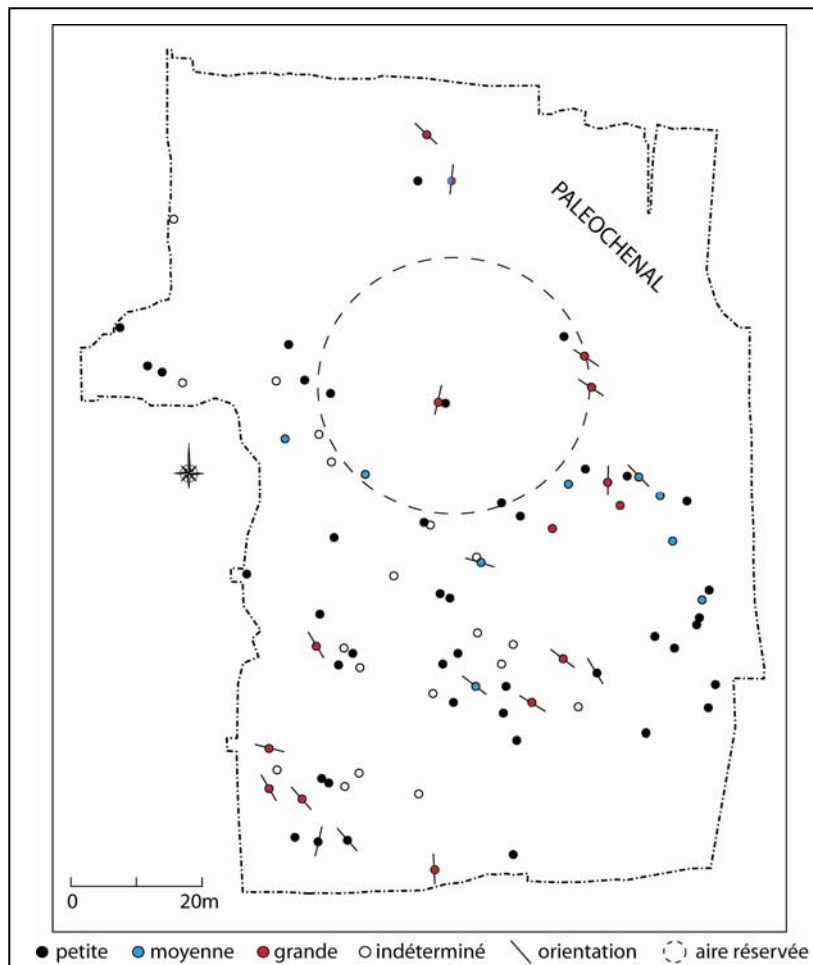 PALEOCHENAL
0 20m
petite moyenne grande indéterminé orientation aire réservée